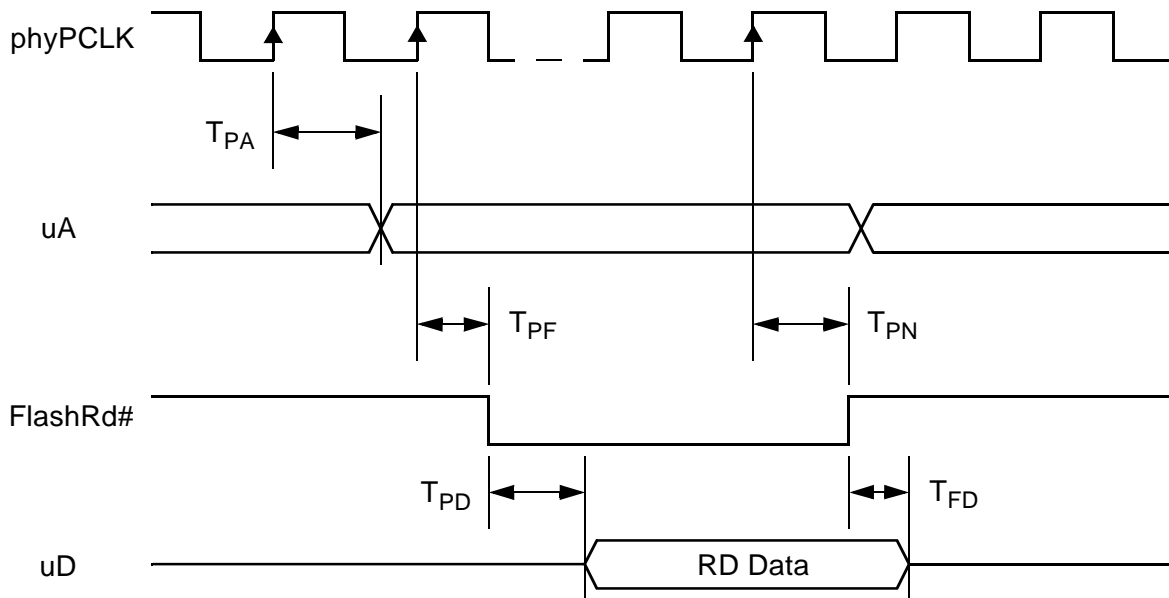 phyPCLK
TPA
uA
TPF
TPN
FlashRd#
TPD
TFD
uD
RD Data